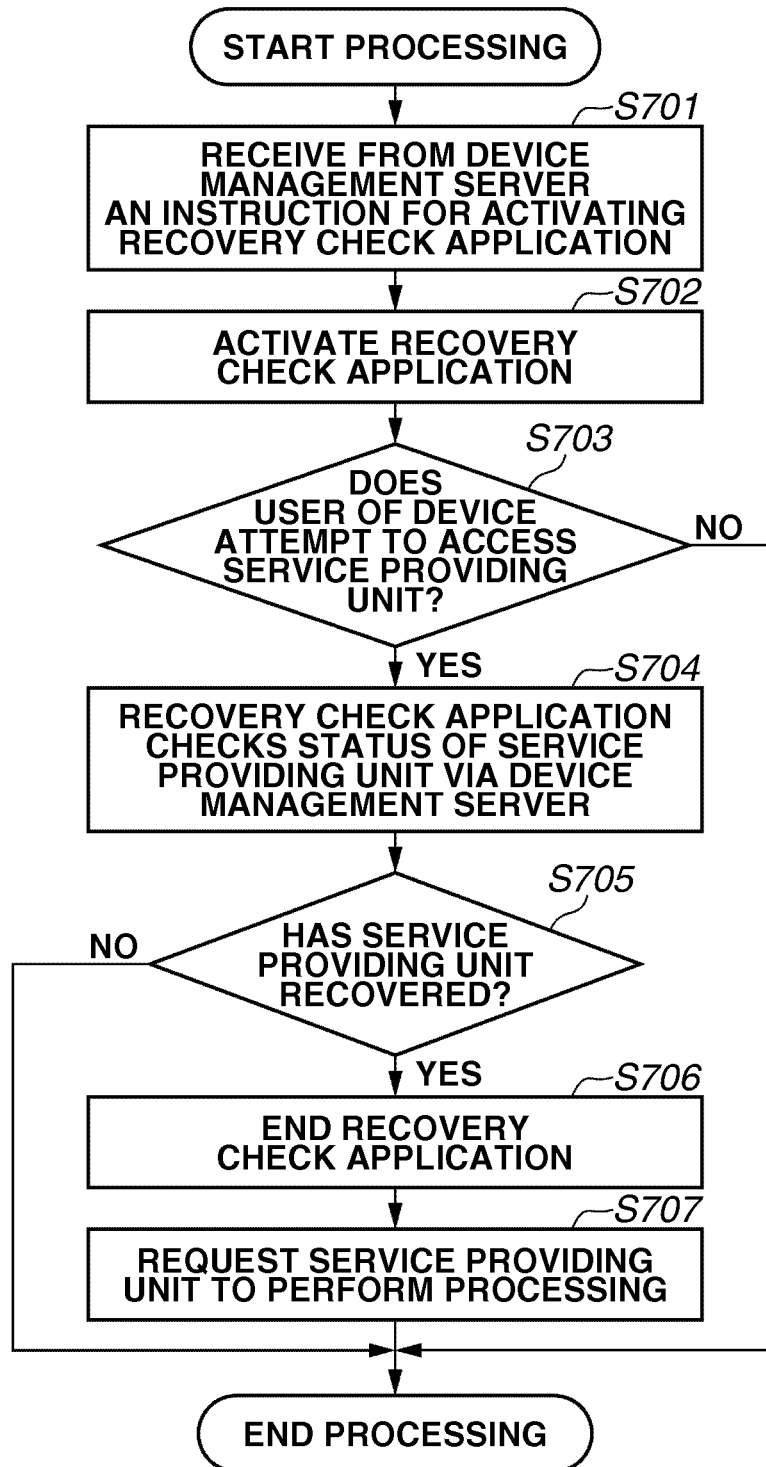 START PROCESSING
S701
RECEIVE FROM DEVICE
MANAGEMENT SERVER
AN INSTRUCTION FOR ACTIVATING
RECOVERY CHECK APPLICATION
S702
ACTIVATE RECOVERY
CHECK APPLICATION
S703
DOES
USER OF DEVICE
ATTEMPT TO ACCESS
SERVICE PROVIDING
UNIT?
NO
YES
S704
RECOVERY CHECK APPLICATION
CHECKS STATUS OF SERVICE
PROVIDING UNIT VIA DEVICE
MANAGEMENT SERVER
S705
NO
HAS SERVICE
PROVIDING UNIT
RECOVERED?
YES
S706
END RECOVERY
CHECK APPLICATION
S707
REQUEST SERVICE PROVIDING
UNIT TO PERFORM PROCESSING
END PROCESSING